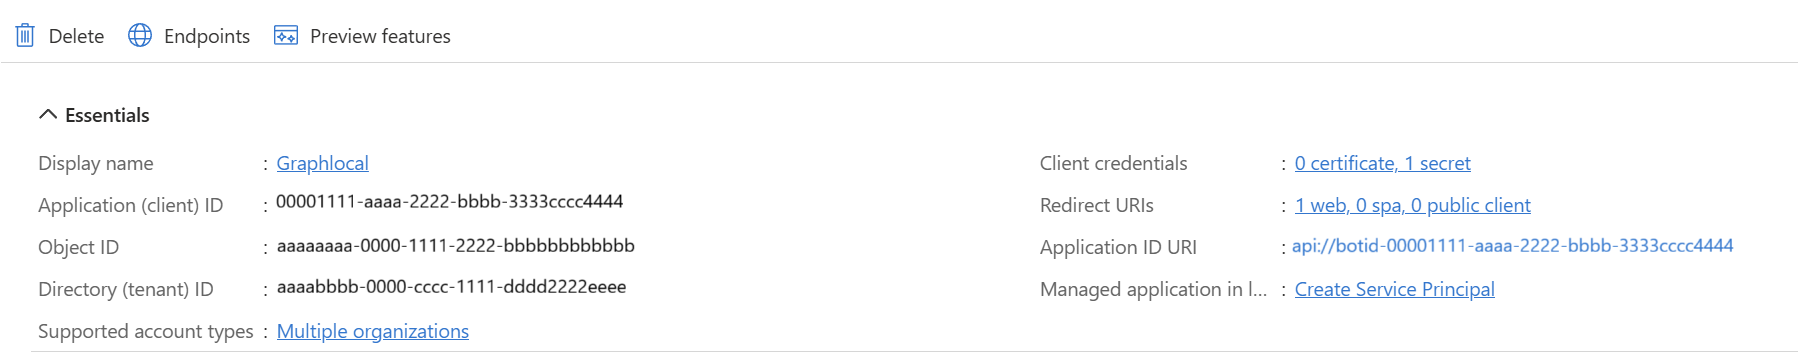 Delete Endpoints Preview features
Essentials
Display name : Graphlocal
Application (client) ID : 00001111-aaaa-2222-bbbb-3333cccc4444
Object ID : aaaaaaaa-0000-1111-2222-bbbbbbbbbbbb
Directory (tenant) ID : aaaabbbb-0000-cccc-1111-dddd2222eeee
Supported account types : Multiple organizations
Client credentials : 0 certificate, 1 secret
Redirect URIs : 1 web, 0 spa, 0 public client
Application ID URI : api://botid-00001111-aaaa-2222-bbbb-3333cccc4444
Managed application in l... : Create Service Principal